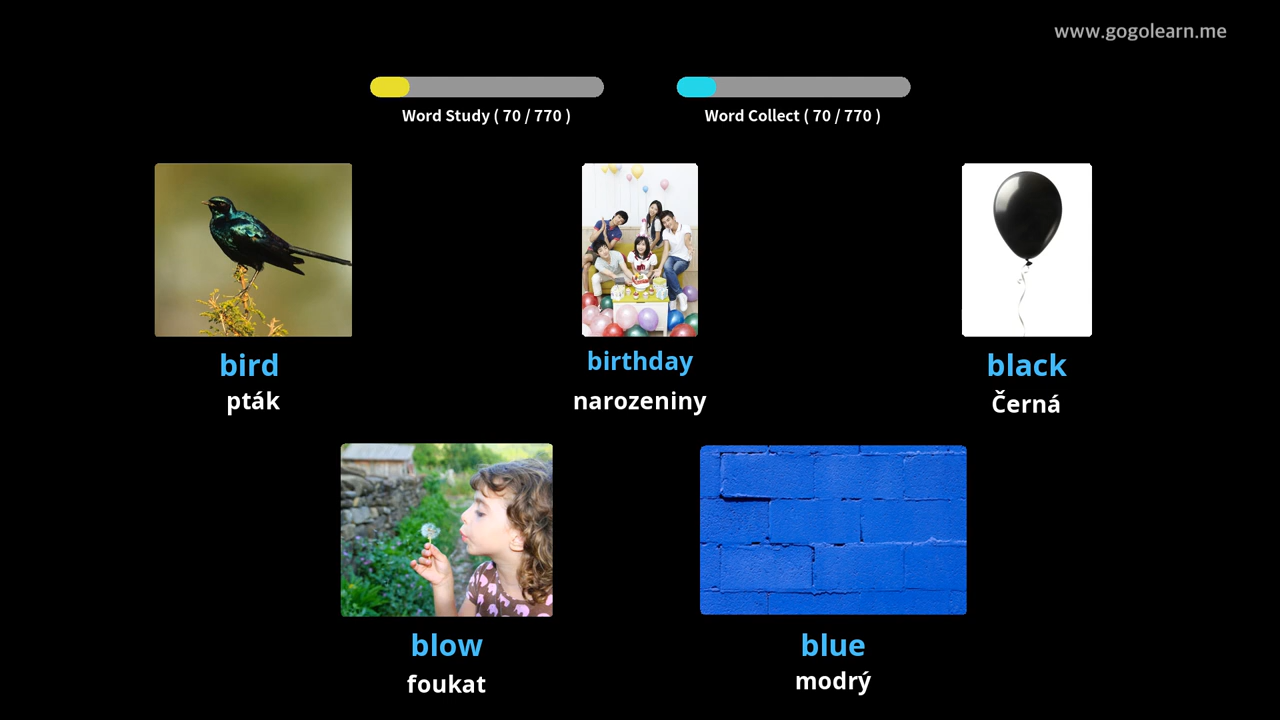 www.gogolearn.me
Word Study ( 70 / 770 )
Word Collect ( 70 / 770 )
bird
pták
birthday
narozeniny
black
Černá
blow
foukat
blue
modrý